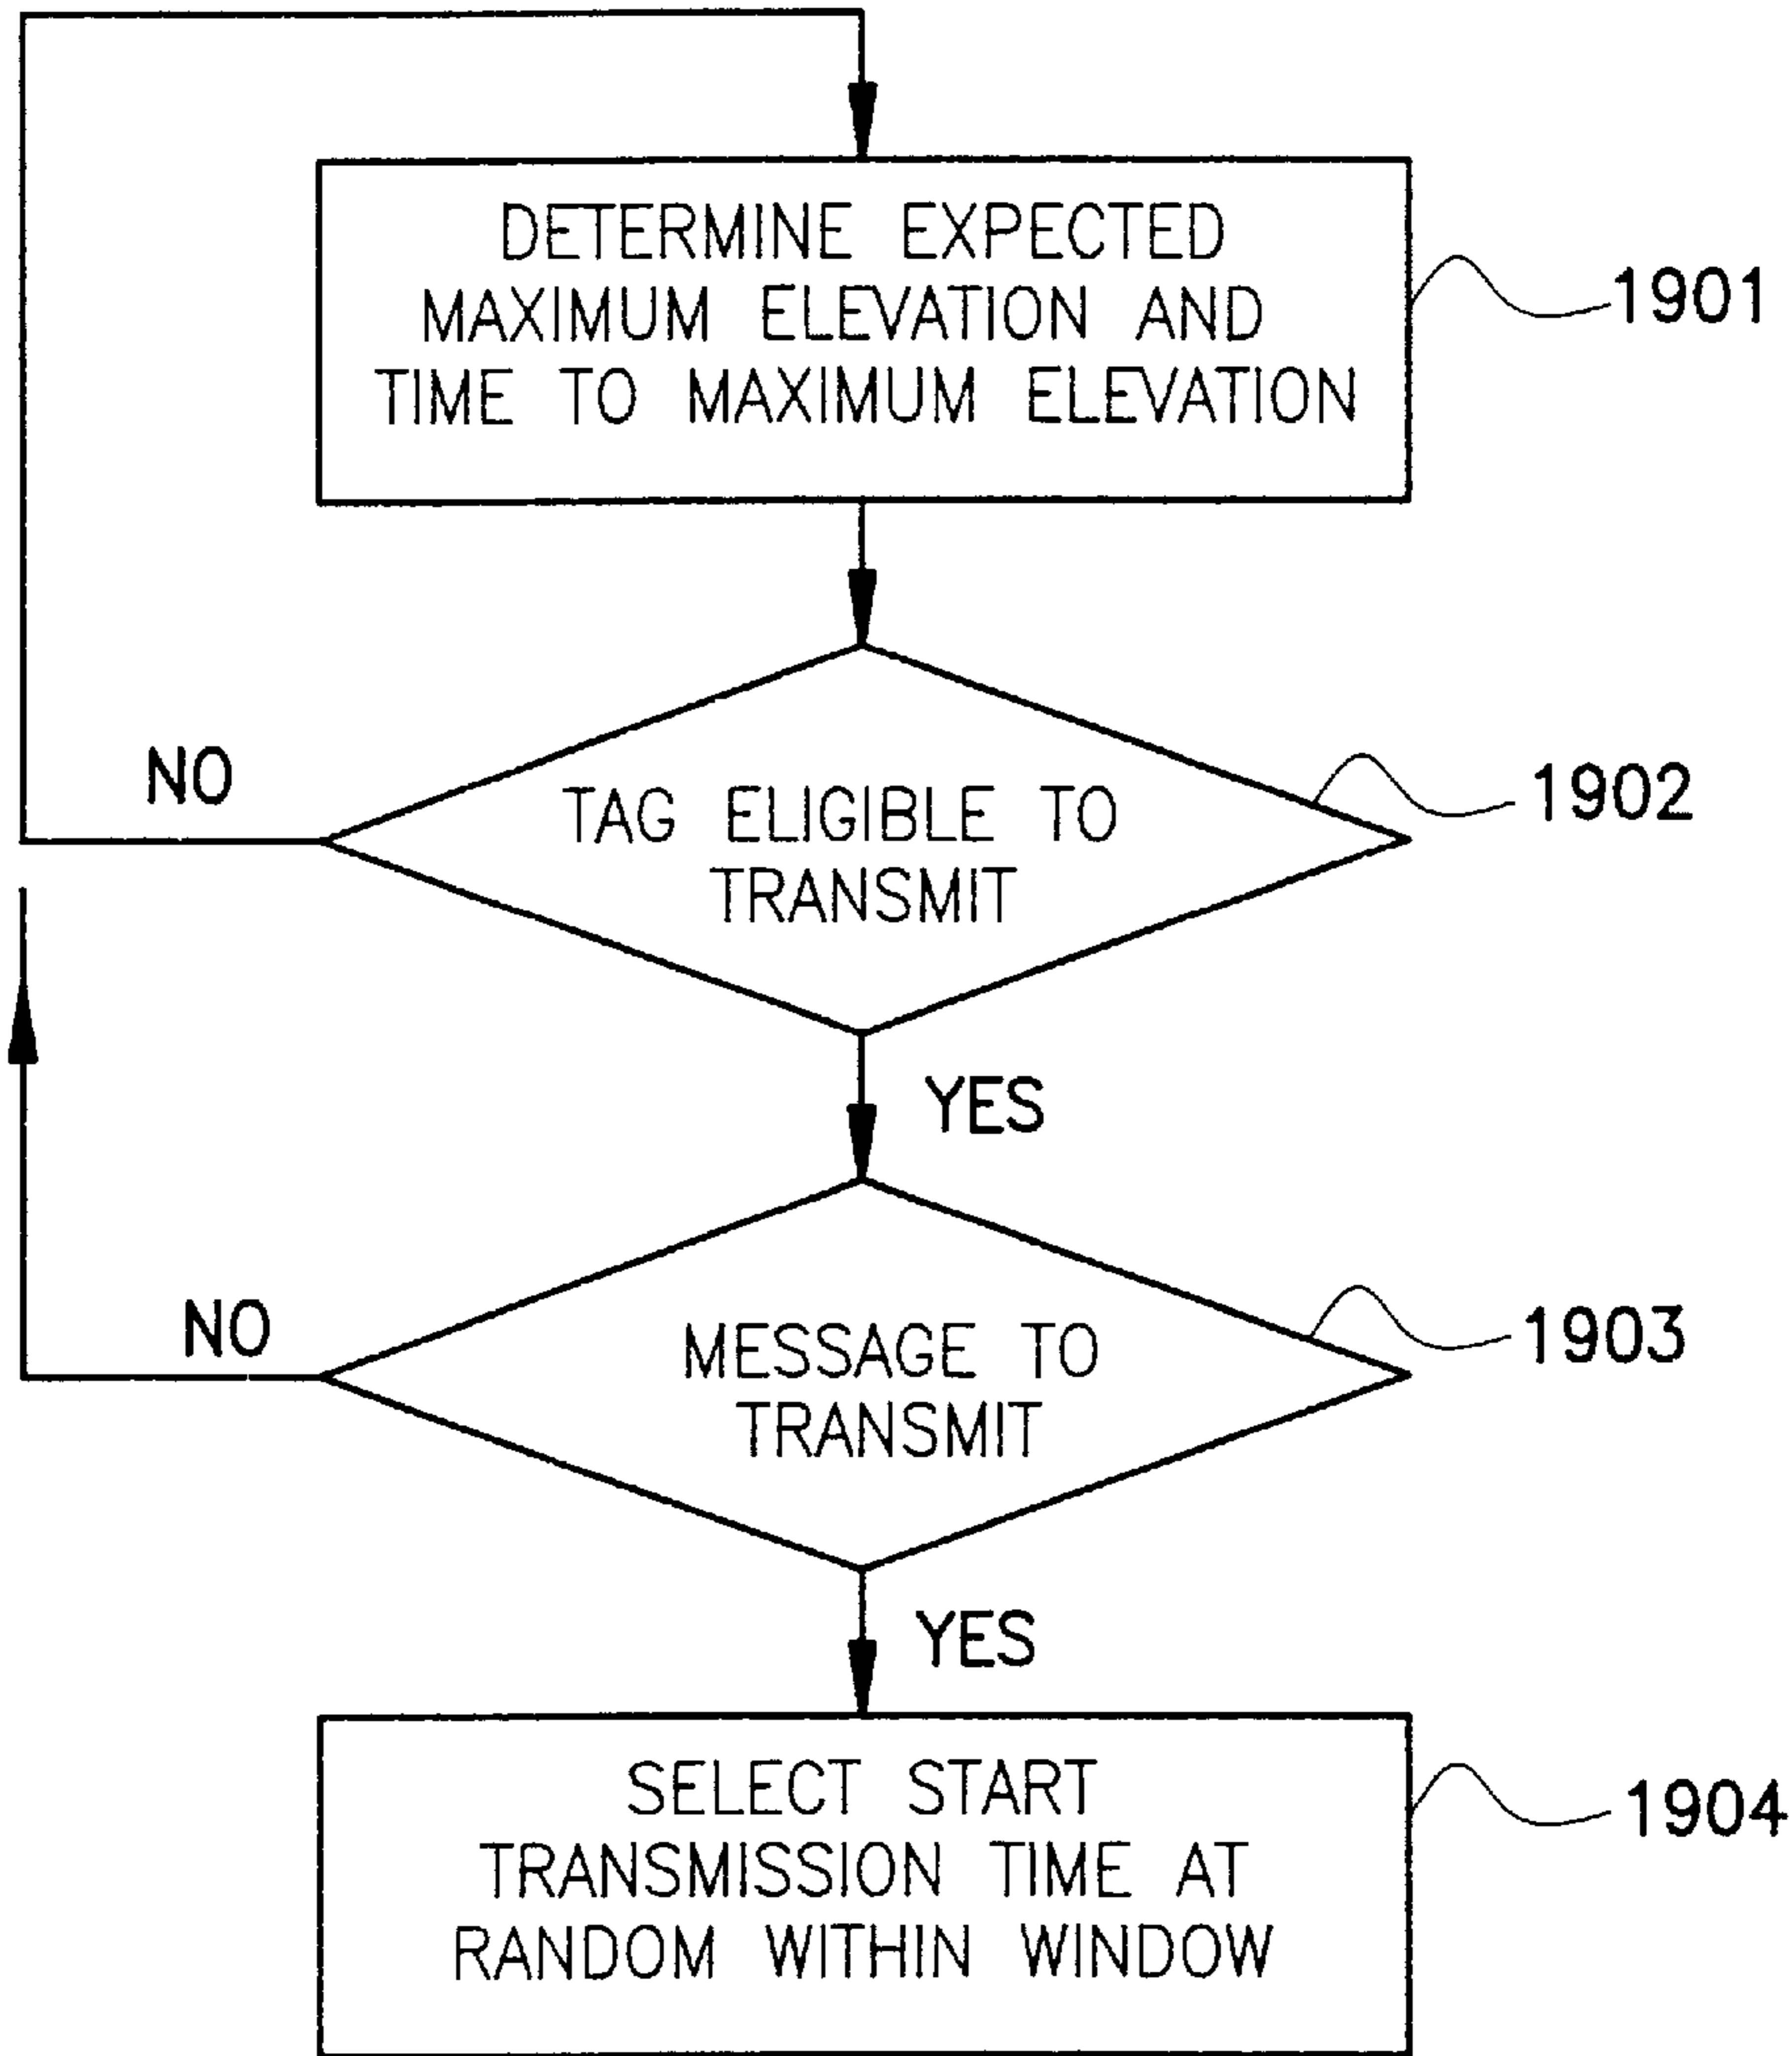 DETERMINE EXPECTED
MAXIMUM ELEVATION AND
TIME TO MAXIMUM ELEVATION
1901
NO
TAG ELIGIBLE TO
TRANSMIT
1902
YES
NO
MESSAGE TO
TRANSMIT
1903
YES
SELECT START
TRANSMISSION TIME AT
RANDOM WITHIN WINDOW
1904